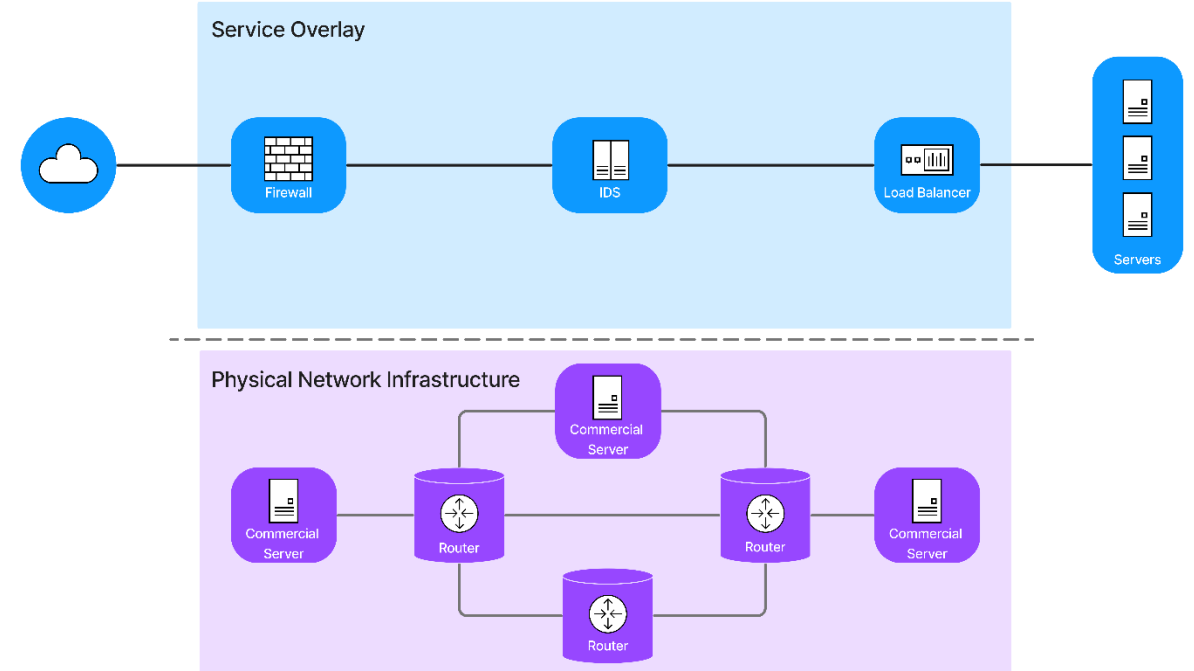 Service Overlay
Firewall
IDS
Load Balancer
Servers
Physical Network Infrastructure
Commercial
Server
Commercial
Server
Router
Router
Commercial
Server
Router